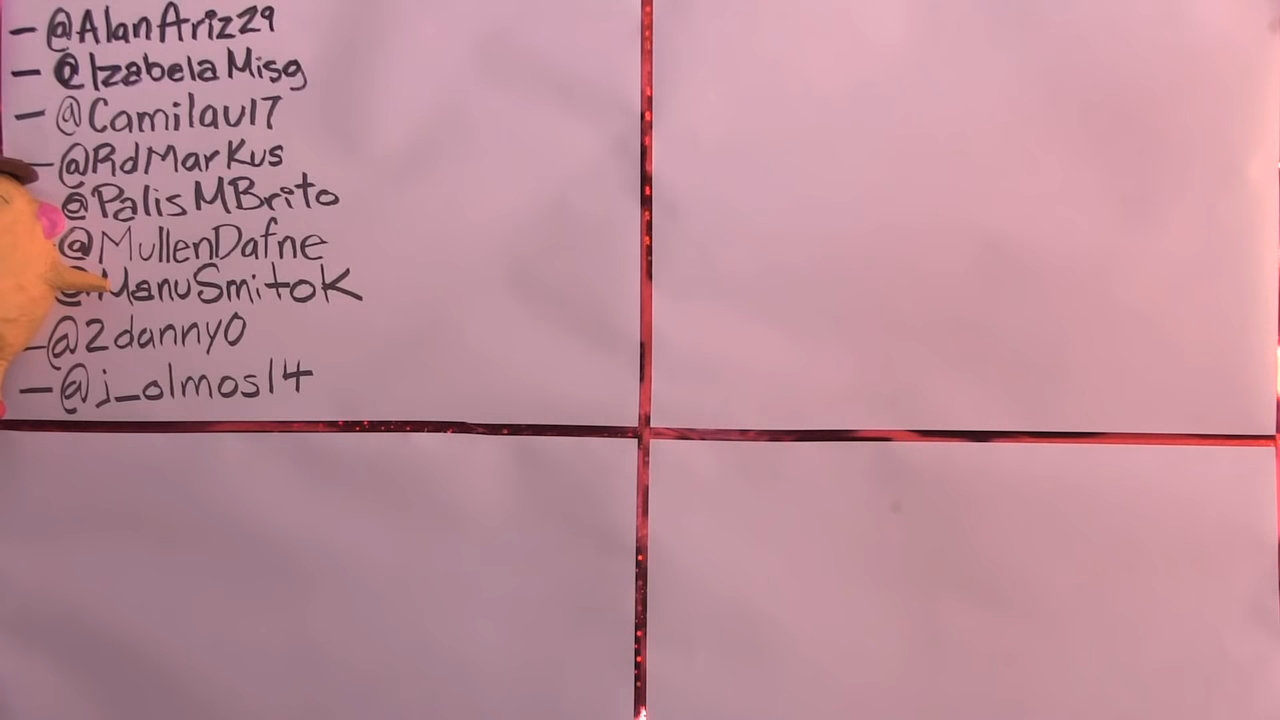 - @AlanAriz29
- @IzabelaMisg
- @Camilau17
- @RdMarKus
@PalisMBrito
@MullenDafne
@ManuSmitoK
- @2danny0
- @j_olmos14